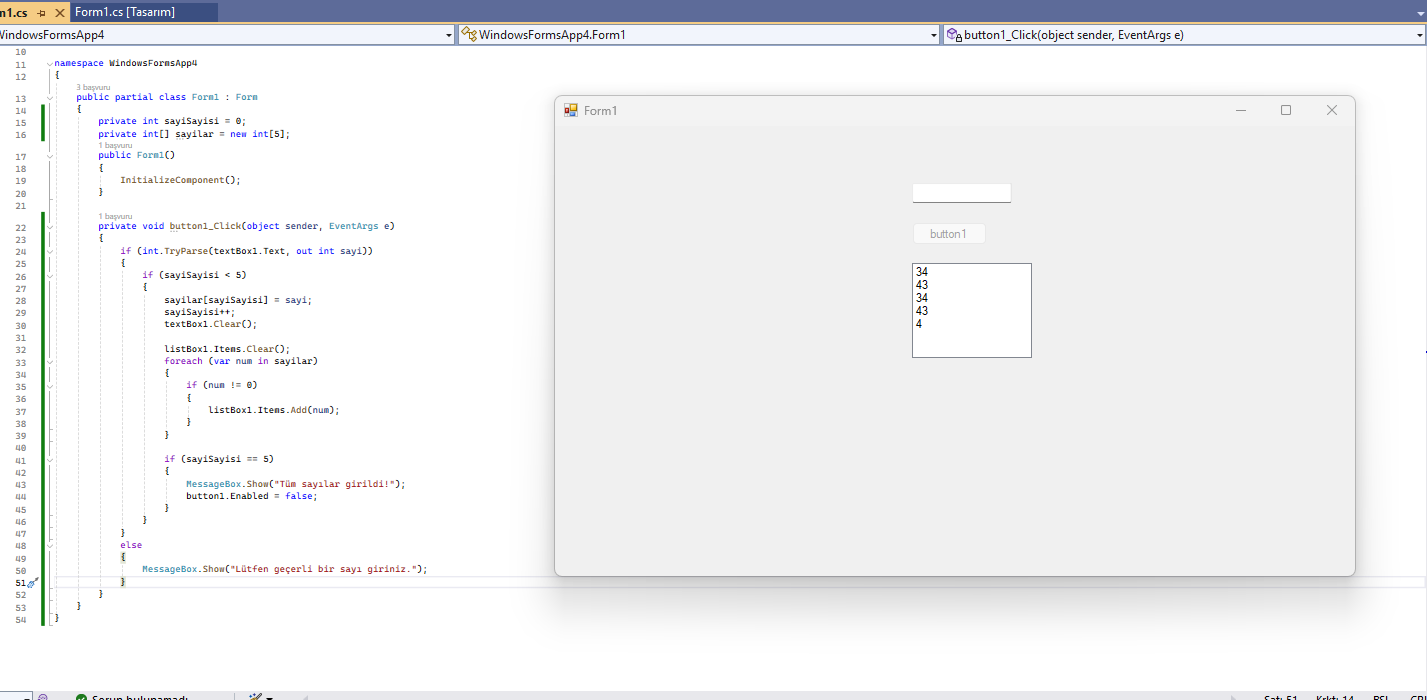 n1.cs Form1.cs [Tasarım]
WindowsFormsApp4 WindowsFormsApp4.Form1 button1_Click(object sender, EventArgs e)
10
11 namespace WindowsFormsApp4
12 {
3 başvuru
13 public partial class Form1 : Form
14 {
15 private int sayiSayisi = 0;
16 private int[] sayilar = new int[5];
1 başvuru
17 public Form1()
18 {
19 InitializeComponent();
20 }
21
1 başvuru
22 private void button1_Click(object sender, EventArgs e)
23 {
24 if (int.TryParse(textBox1.Text, out int sayi))
25 {
26 if (sayiSayisi < 5)
27 {
28 sayilar[sayiSayisi] = sayi;
29 sayiSayisi++;
30 textBox1.Clear();
31
32 listBox1.Items.Clear();
33 foreach (var num in sayilar)
34 {
35 if (num != 0)
36 {
37 listBox1.Items.Add(num);
38 }
39 }
40
41 if (sayiSayisi == 5)
42 {
43 MessageBox.Show("Tüm sayılar girildi!");
44 button1.Enabled = false;
45 }
46 }
47 }
48 else
49 {
50 MessageBox.Show("Lütfen geçerli bir sayı giriniz.");
51 }
52 }
53 }
54 }
Form1
button1
34
43
34
43
4
Sorun bulunamadı Satı: 51 Krkt: 14